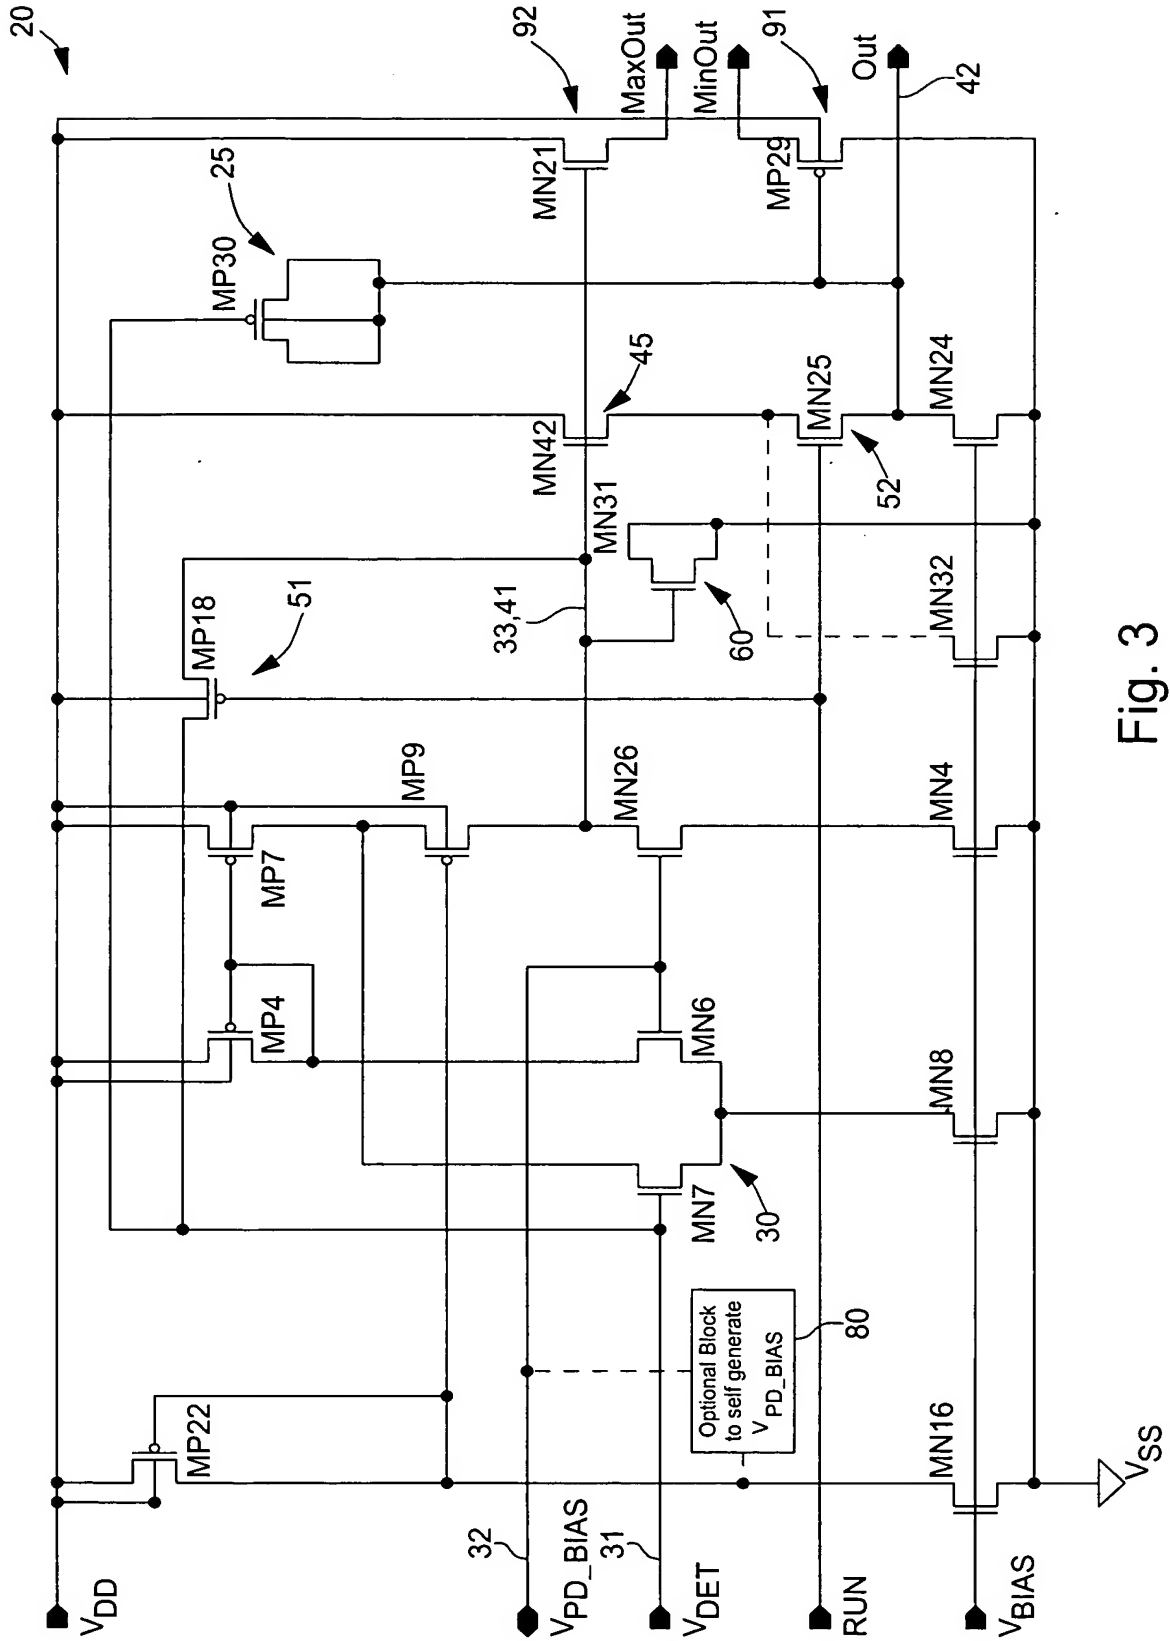 20
92
MaxOut
MinOut
91
Out
42
25
MP30
MN21
MP29
45
MN42
MN25
MN24
52
MN31
60
MN32
33,41
51
MP18
MP9
MN26
MN4
MP7
MP4
MN6
MN8
MN7
30
Optional Block
to self generate
VPD_BIAS
80
MP22
MN16
VSS
VDD
32
VPD_BIAS
31
VDET
RUN
VBIAS
Fig. 3